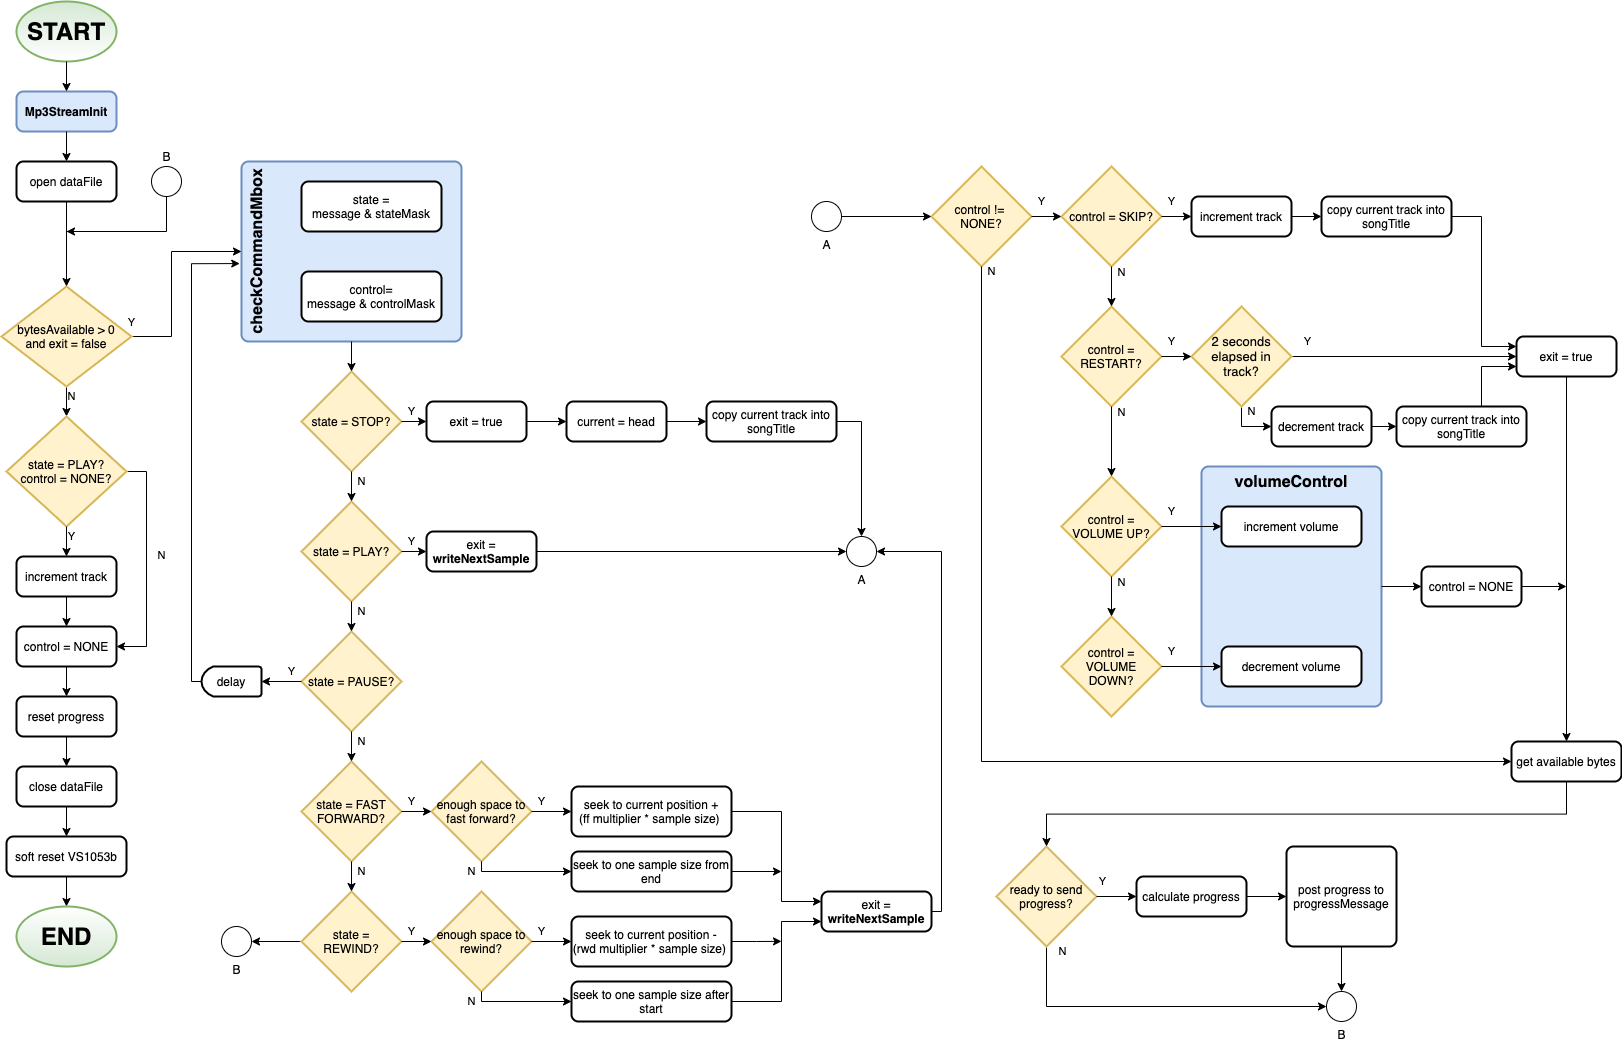 START
Mp3StreamInit
open dataFile
B
bytesAvailable > 0
and exit = false
Y
N
state = PLAY?
control = NONE?
Y
N
increment track
control = NONE
reset progress
close dataFile
soft reset VS1053b
END
checkCommandMbox
state =
message & stateMask
control=
message & controlMask
state = STOP?
Y
exit = true
current = head
copy current track into
songTitle
N
state = PLAY?
Y
exit =
writeNextSample
A
N
state = PAUSE?
Y
delay
N
state = FAST
FORWARD?
Y
enough space to
fast forward?
Y
seek to current position +
(ff multiplier * sample size)
N
seek to one sample size from
end
N
exit =
writeNextSample
state =
REWIND?
B
Y
enough space to
rewind?
Y
seek to current position -
(rwd multiplier * sample size)
N
seek to one sample size after
start
A
control !=
NONE?
Y
N
control = SKIP?
Y
increment track
copy current track into
songTitle
N
control =
RESTART?
Y
2 seconds
elapsed in
track?
Y
exit = true
N
decrement track
copy current track into
songTitle
N
volumeControl
control =
VOLUME UP?
Y
increment volume
N
control = NONE
control =
VOLUME
DOWN?
Y
decrement volume
get available bytes
ready to send
progress?
Y
calculate progress
post progress to
progressMessage
N
B